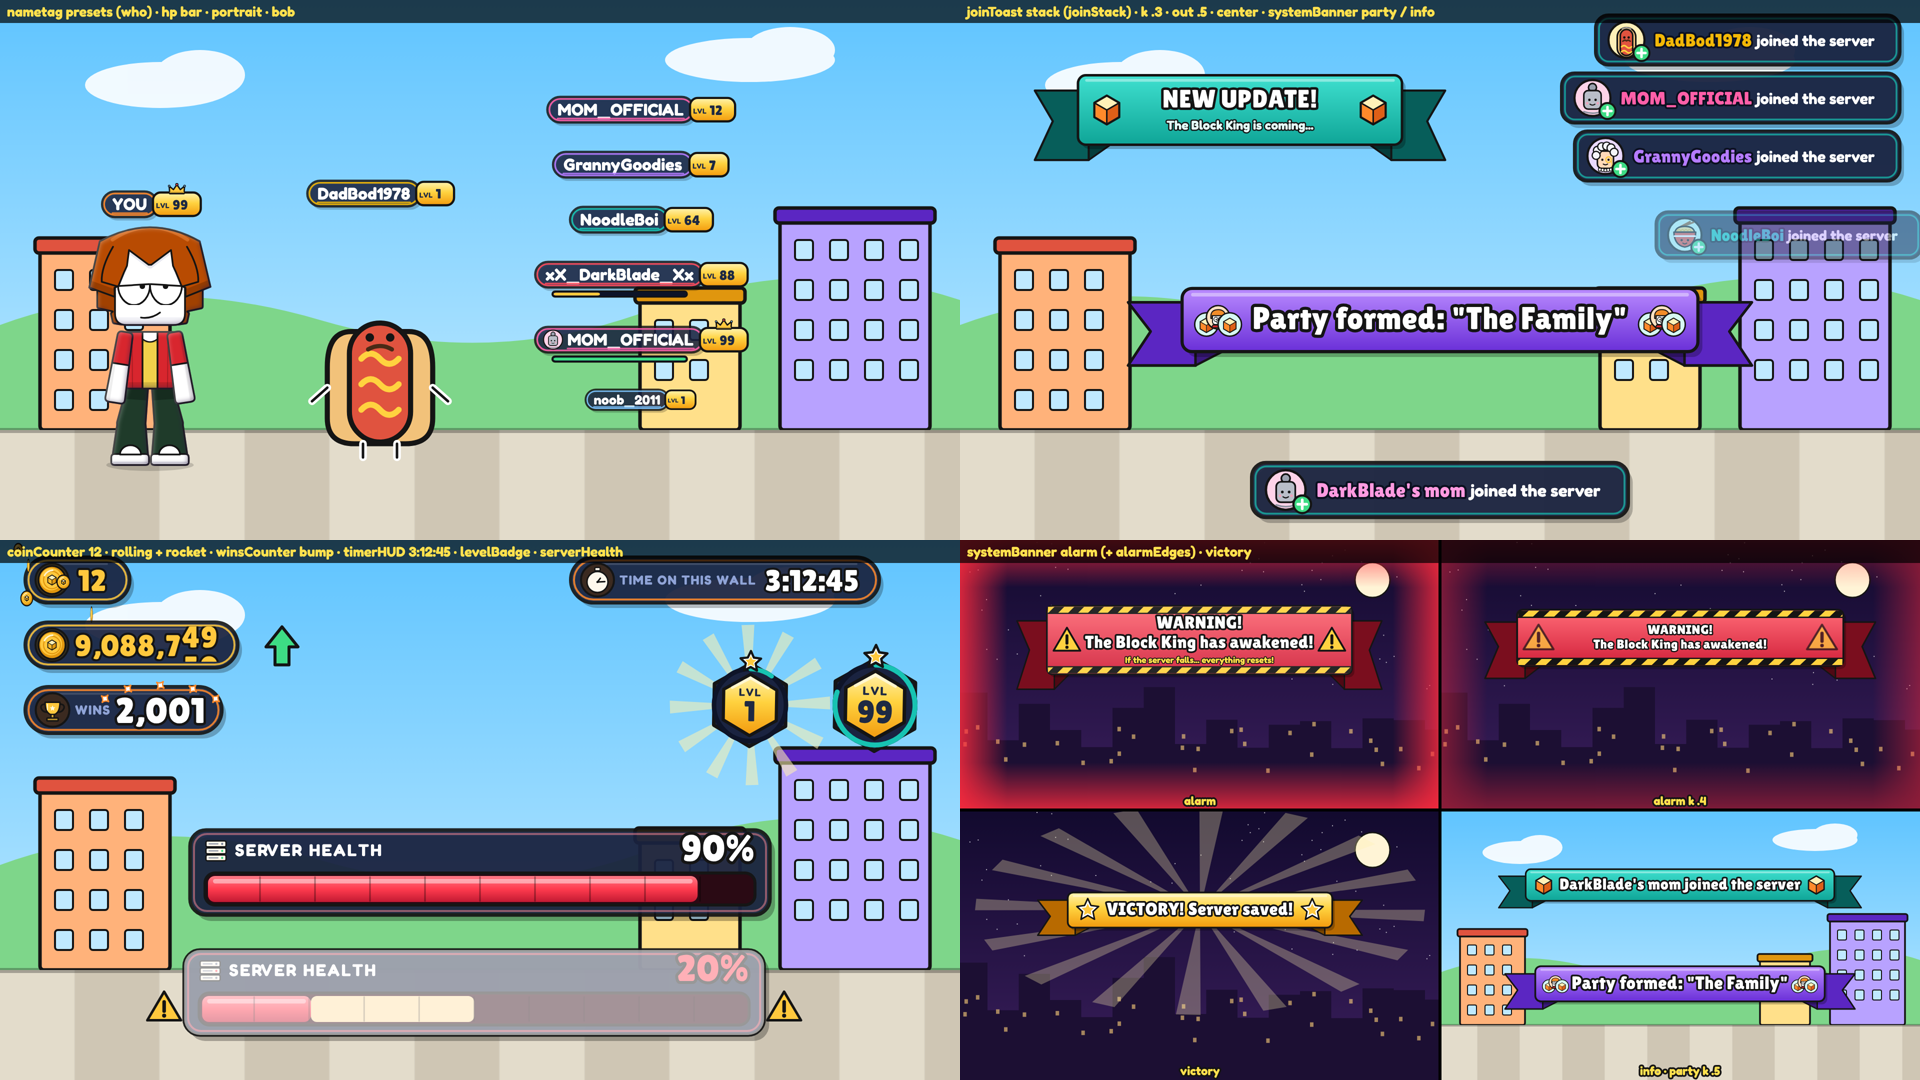 nametag presets (who) · hp bar · portrait · bob
MOM_OFFICIAL LVL 12
GrannyGoodies LVL 7
YOU LVL 99
DadBod1978 LVL 1
NoodleBoi LVL 64
xX_DarkBlade_Xx LVL 88
MOM_OFFICIAL LVL 99
noob_2011 LVL 1
joinToast stack (joinStack) · k .3 · out .5 · center · systemBanner party / info
DadBod1978 joined the server
MOM_OFFICIAL joined the server
GrannyGoodies joined the server
NoodleBoi joined the server
NEW UPDATE!
The Block King is coming...
Party formed: "The Family"
DarkBlade's mom joined the server
coinCounter 12 · rolling + rocket · winsCounter bump · timerHUD 3:12:45 · levelBadge · serverHealth
12
TIME ON THIS WALL 3:12:45
9,088,749
WINS 2,001
LVL
1
LVL
99
SERVER HEALTH 90%
SERVER HEALTH 20%
systemBanner alarm (+ alarmEdges) · victory
WARNING!
The Block King has awakened!
If the server falls... everything resets!
alarm
WARNING!
The Block King has awakened!
alarm k .4
VICTORY! Server saved!
victory
DarkBlade's mom joined the server
Party formed: "The Family"
info · party k .5